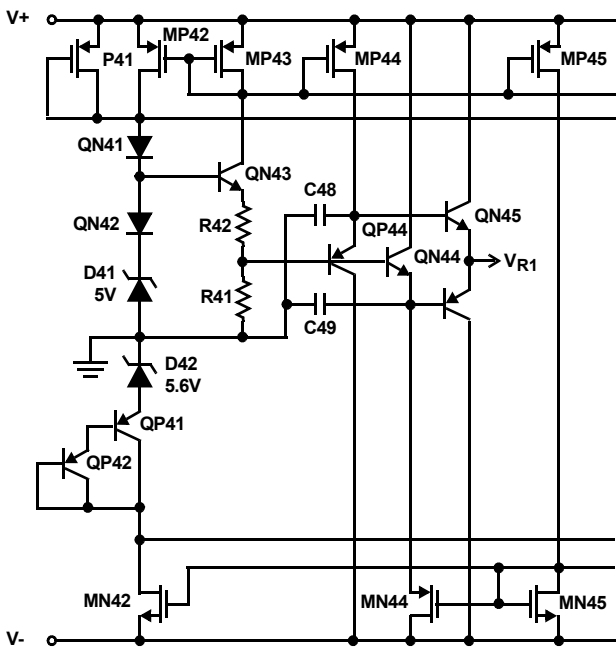 V+
P41
MP42
MP43
MP44
MP45
QN41
QN43
C48
QP44
QN45
QN42
R42
QN44
VR1
D41
5V
R41
C49
D42
5.6V
QP41
QP42
MN42
MN44
MN45
V-